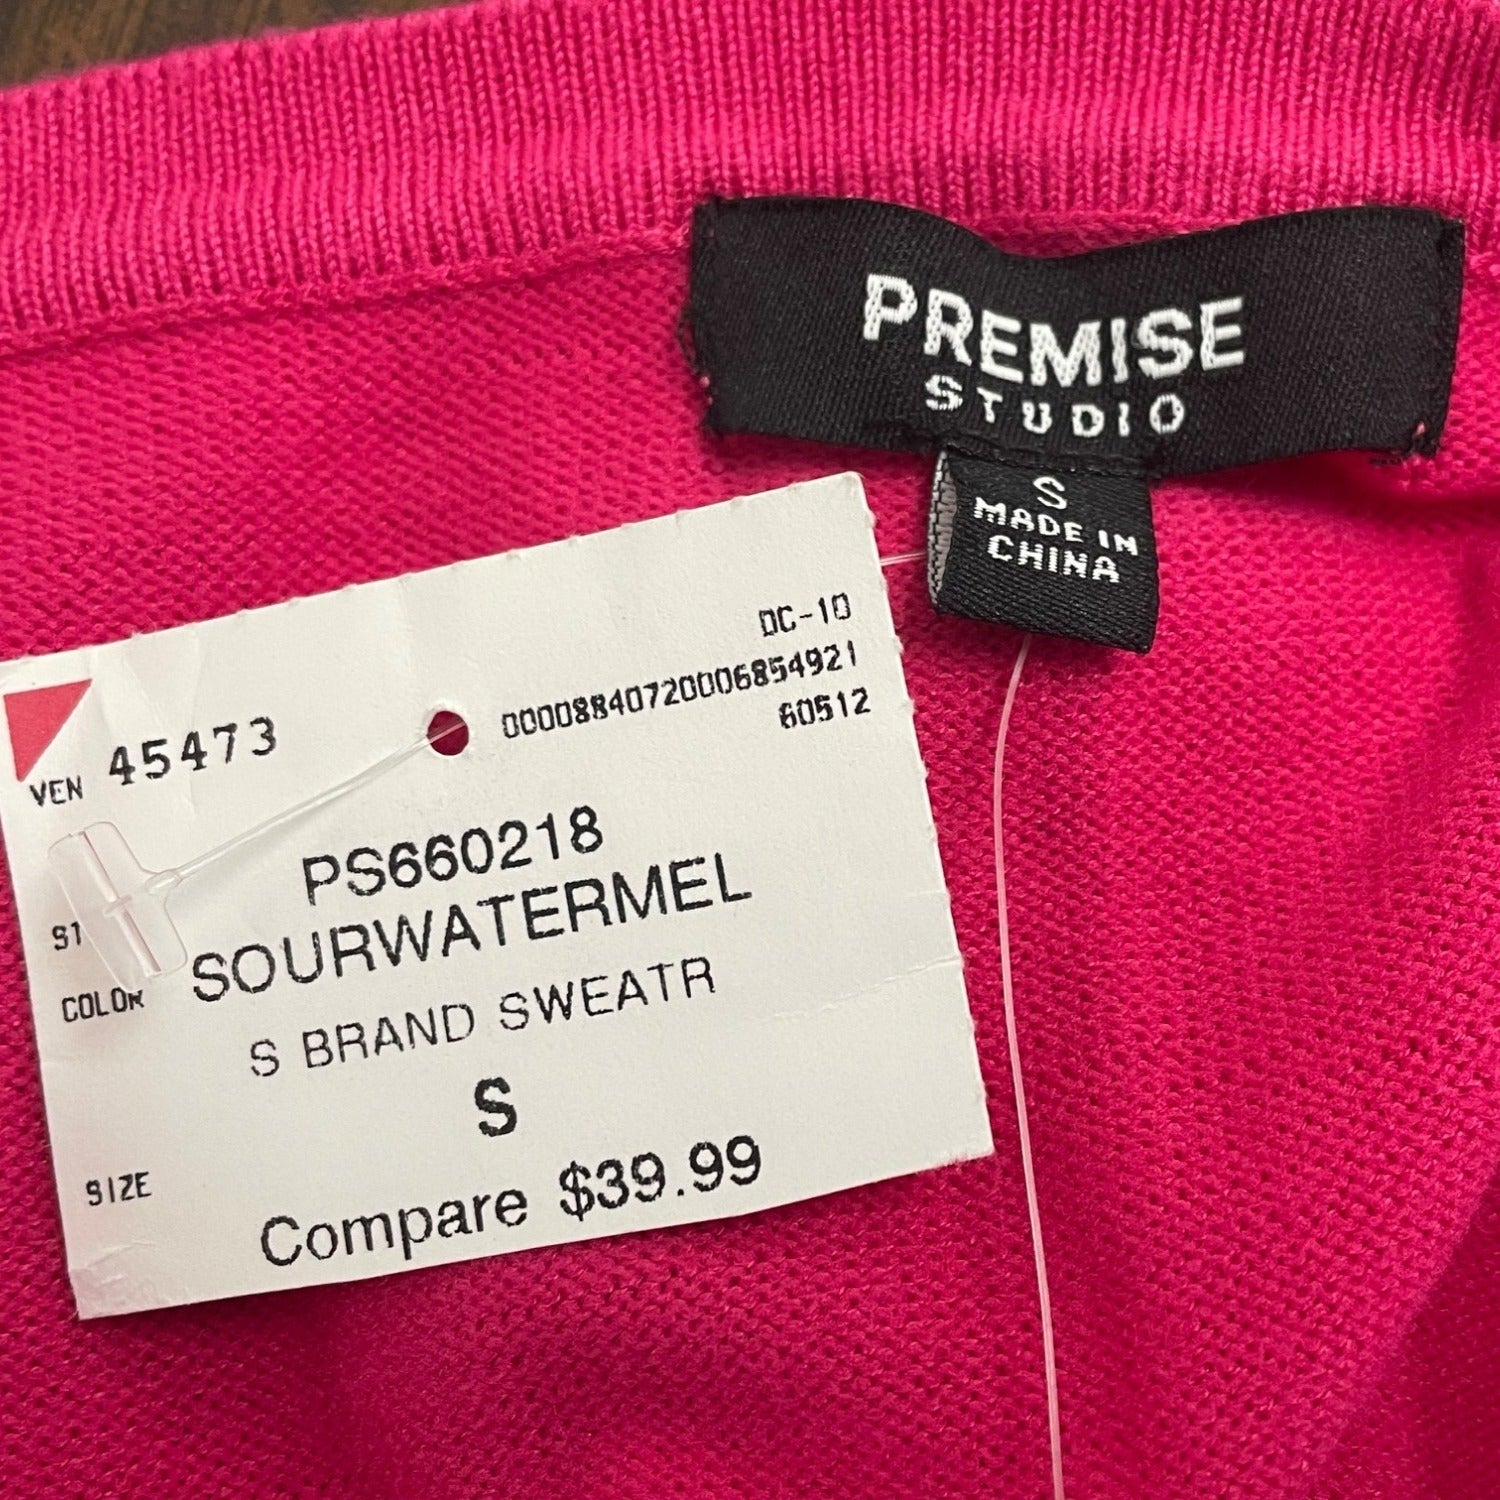 PREMISE
STUDIO
S
MADE IN
CHINA
DC-10
00008840720006854921
60512
VEN 45473
PS660218
COLOR SOURWATERMEL
S BRAND SWEATR
S
SIZE
Compare $39.99